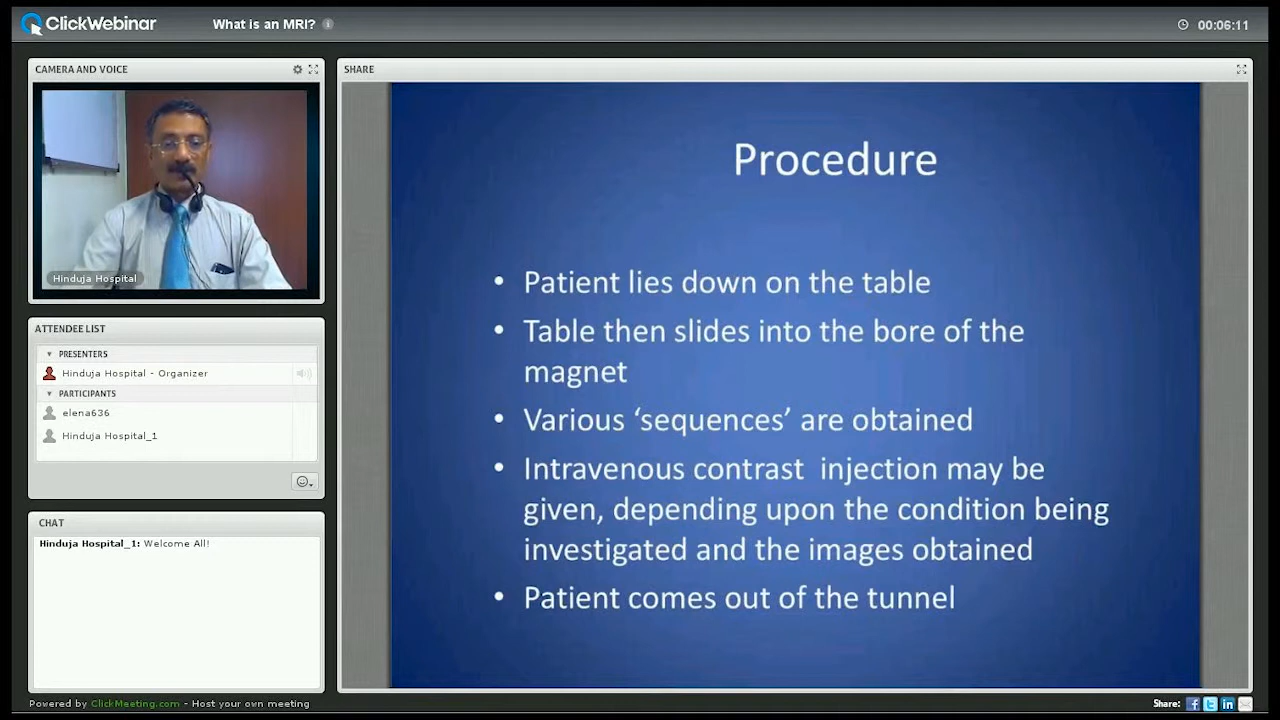 ClickWebinar
What is an MRI?
00:06:11
CAMERA AND VOICE
Hinduja Hospital
ATTENDEE LIST
PRESENTERS
Hinduja Hospital - Organizer
PARTICIPANTS
elena636
Hinduja Hospital_1
CHAT
Hinduja Hospital_1: Welcome All!
SHARE
Procedure
• Patient lies down on the table
• Table then slides into the bore of the
magnet
• Various ‘sequences’ are obtained
• Intravenous contrast injection may be
given, depending upon the condition being
investigated and the images obtained
• Patient comes out of the tunnel
Powered by ClickMeeting.com - Host your own meeting
Share: